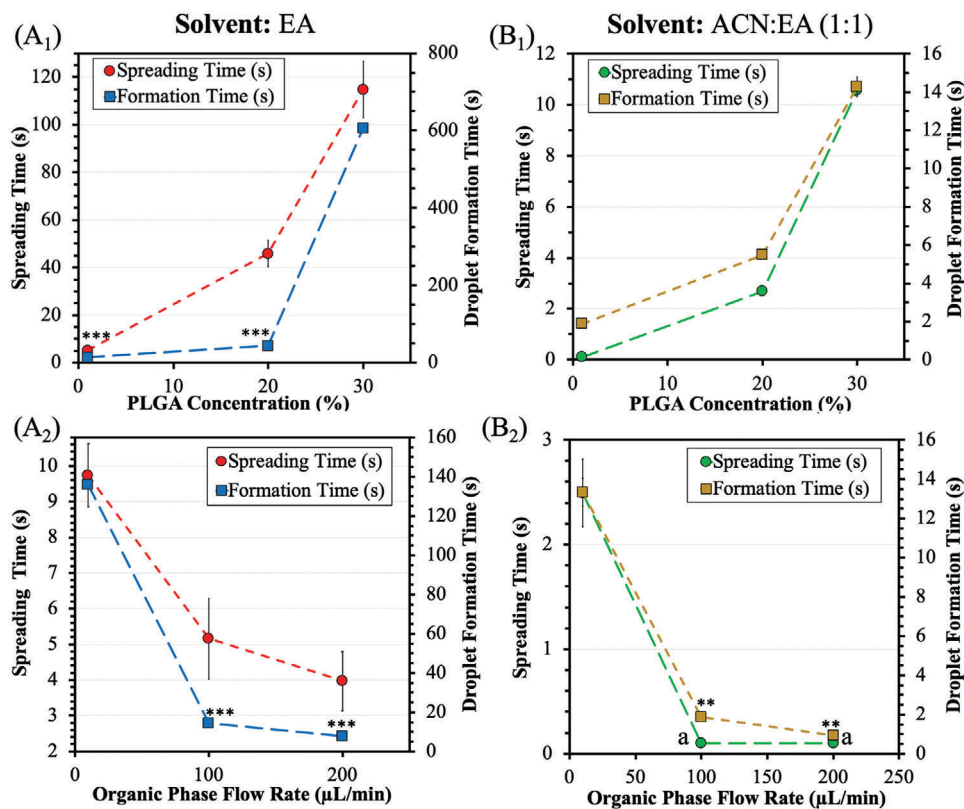 Solvent: EA
Solvent: ACN:EA (1:1)
(A1)
Spreading Time (s)
Formation Time (s)
Spreading Time (s)
Droplet Formation Time (s)
120
100
80
60
40
20
0
800
600
400
200
0
***
***
0
10
20
30
PLGA Concentration (%)
(B1)
Spreading Time (s)
Formation Time (s)
Spreading Time (s)
Droplet Formation Time (s)
12
10
8
6
4
2
0
16
14
12
10
8
6
4
2
0
0
10
20
30
PLGA Concentration (%)
(A2)
Spreading Time (s)
Formation Time (s)
Spreading Time (s)
Droplet Formation Time (s)
10
9
8
7
6
5
4
3
2
160
140
120
100
80
60
40
20
0
***
***
0
100
200
Organic Phase Flow Rate (µL/min)
(B2)
Spreading Time (s)
Formation Time (s)
Spreading Time (s)
Droplet Formation Time (s)
3
2
1
0
16
14
12
10
8
6
4
2
0
**
**
a
a
0
50
100
150
200
250
Organic Phase Flow Rate (µL/min)